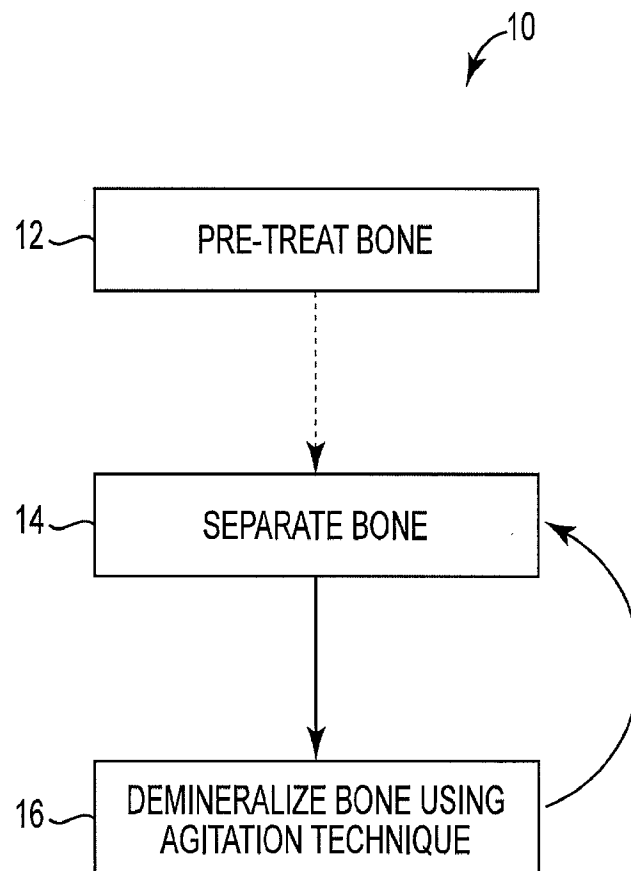 10
12
PRE-TREAT BONE
14
SEPARATE BONE
16
DEMINERALIZE BONE USING
AGITATION TECHNIQUE